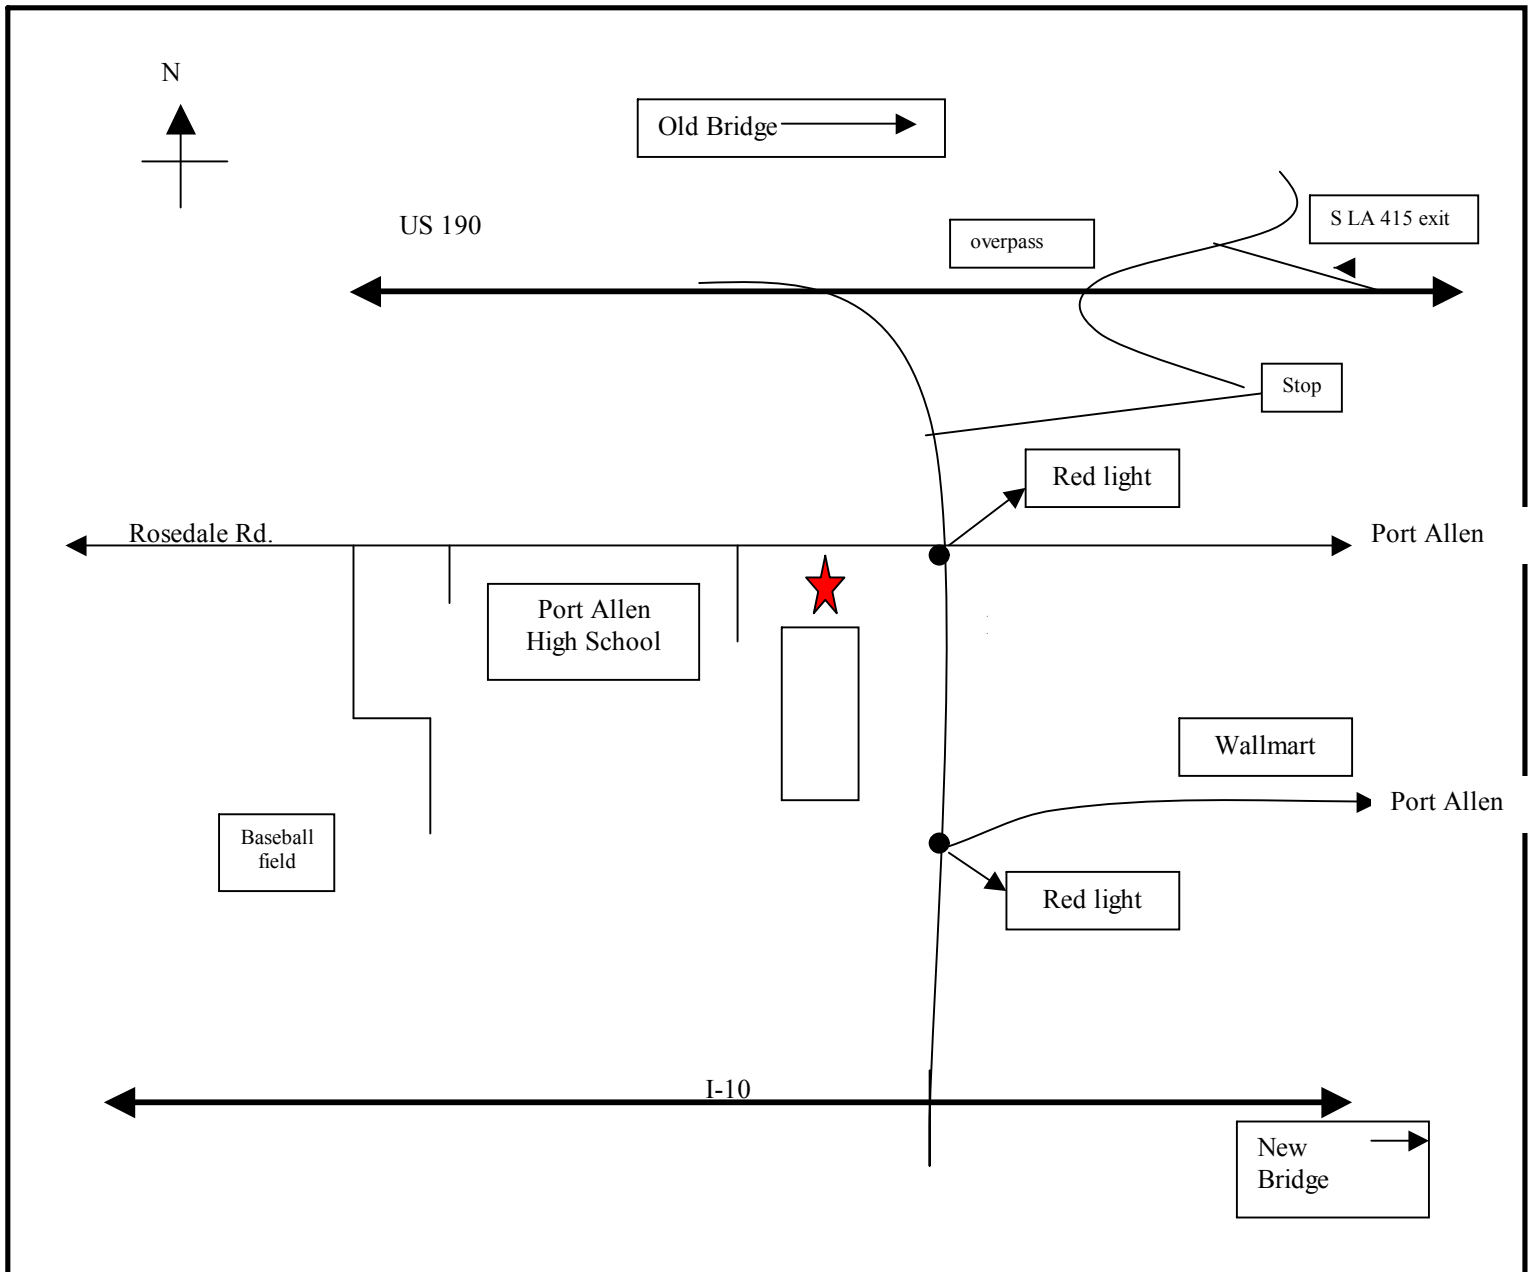 N
Old Bridge
S LA 415 exit
US 190
overpass
Stop
Red light
Rosedale Rd.
Port Allen
Port Allen
High School
Wallmart
Port Allen
Baseball
field
Red light
I-10
New
Bridge